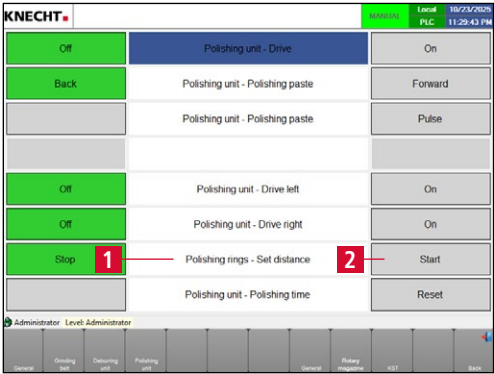 KNECHT
MANUAL
Local
PLC
10/23/2025
11:29:43 PM
Off Polishing unit - Drive On
Back Polishing unit - Polishing paste Forward
Polishing unit - Polishing paste Pulse
Off Polishing unit - Drive left On
Off Polishing unit - Drive right On
Stop 1 Polishing rings - Set distance 2 Start
Polishing unit - Polishing time Reset
Administrator Level: Administrator
General Grinding belt Deburring unit Polishing unit General Rotary magazine KST Back